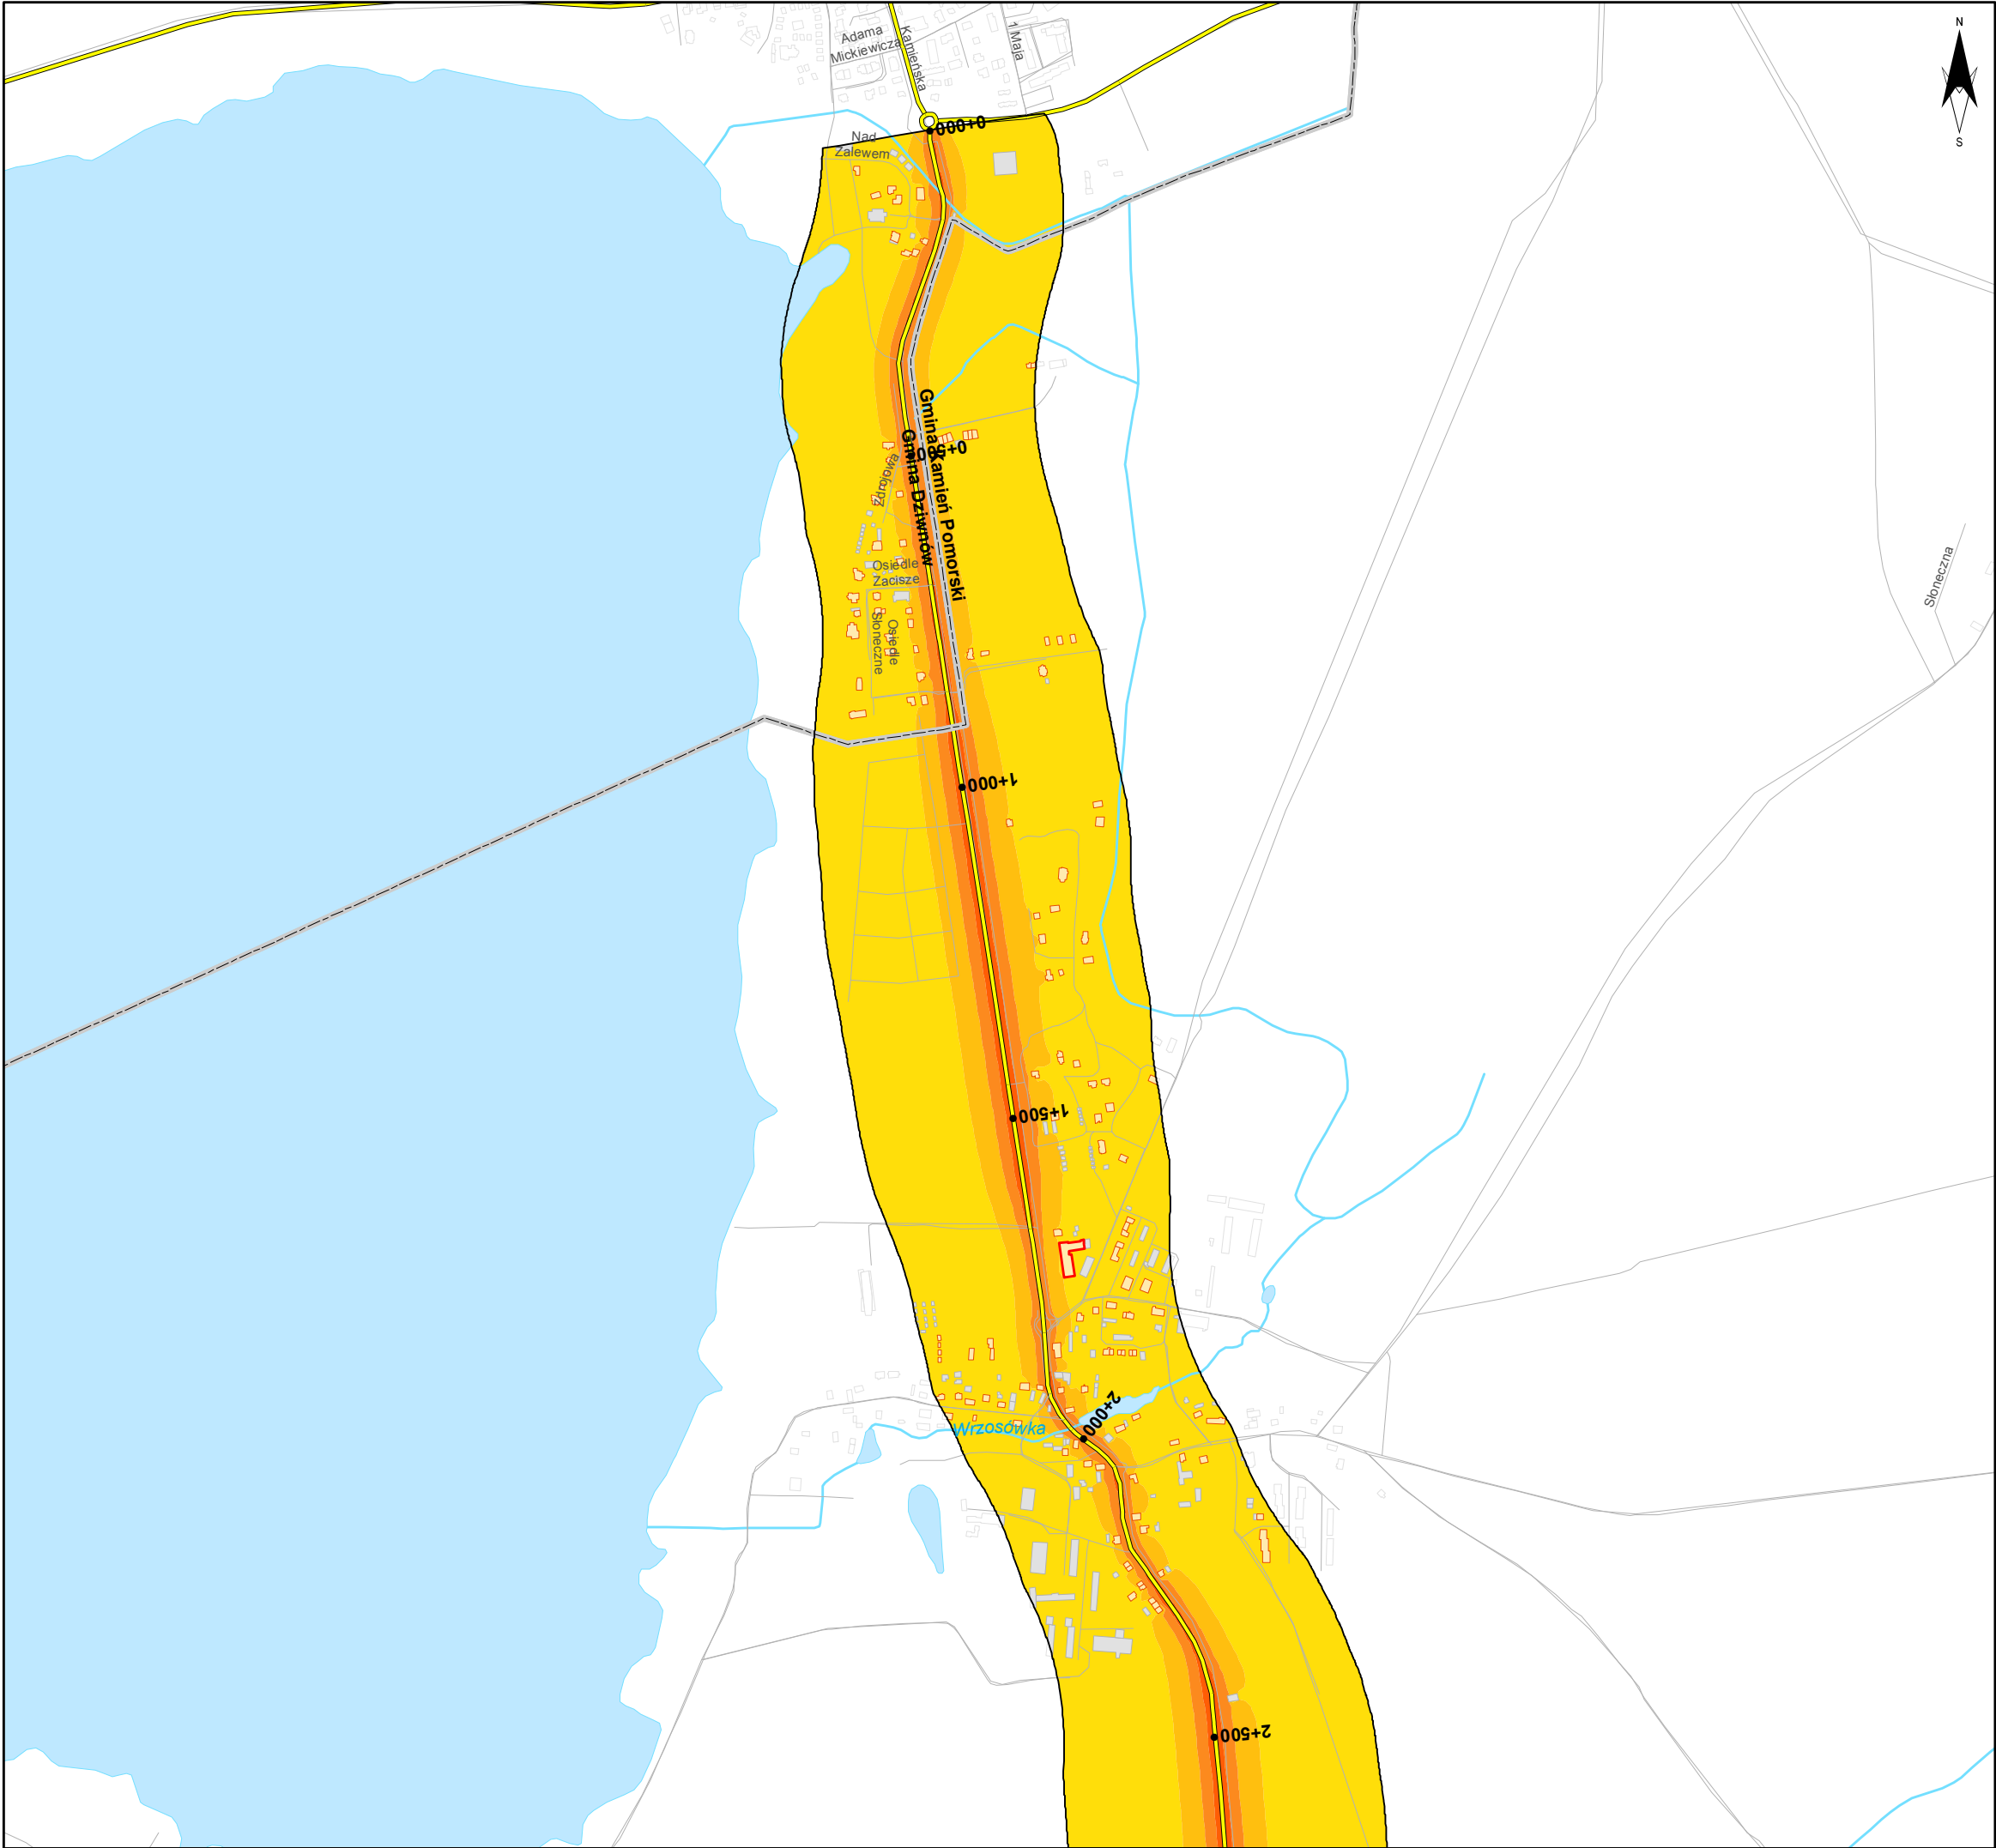 N
S
Adama
Mickiewicza
Kamieńska
1 Maja
0+000
Nad
Zalewem
Gmina Kamień Pomorski
Gmina Dziwnów
0+500
Zdrojowa
Osiedle
Zacisze
Osiedle
Słoneczne
Słoneczna
1+000
1+500
2+000
Wrzosówka
2+500